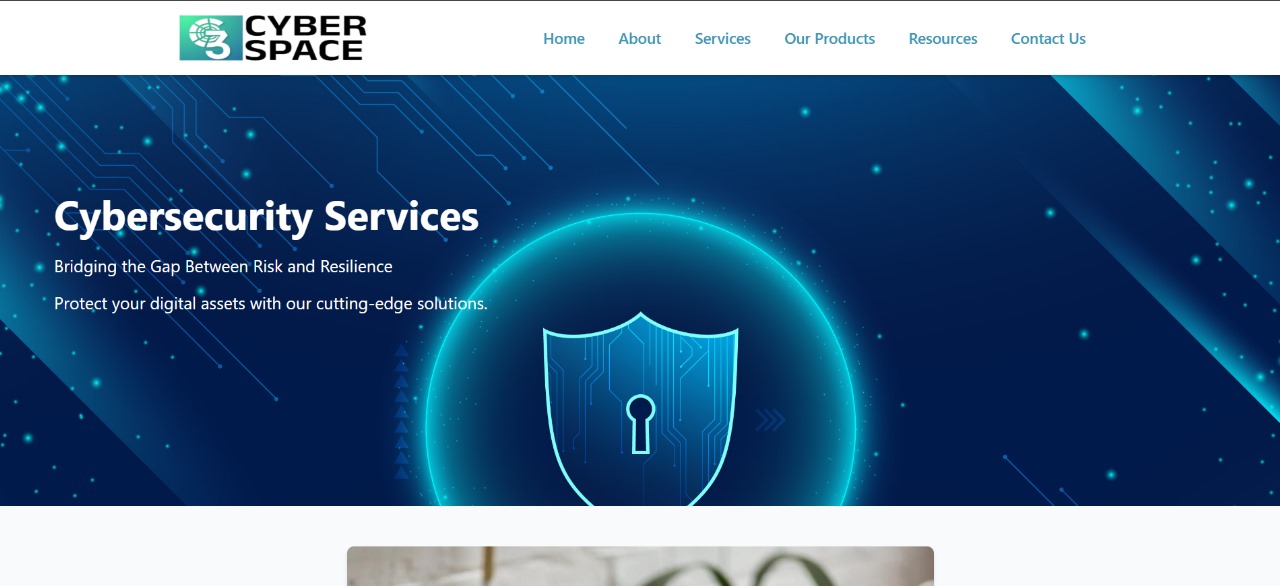 CYBER
SPACE
Home About Services Our Products Resources Contact Us
Cybersecurity Services
Bridging the Gap Between Risk and Resilience
Protect your digital assets with our cutting-edge solutions.